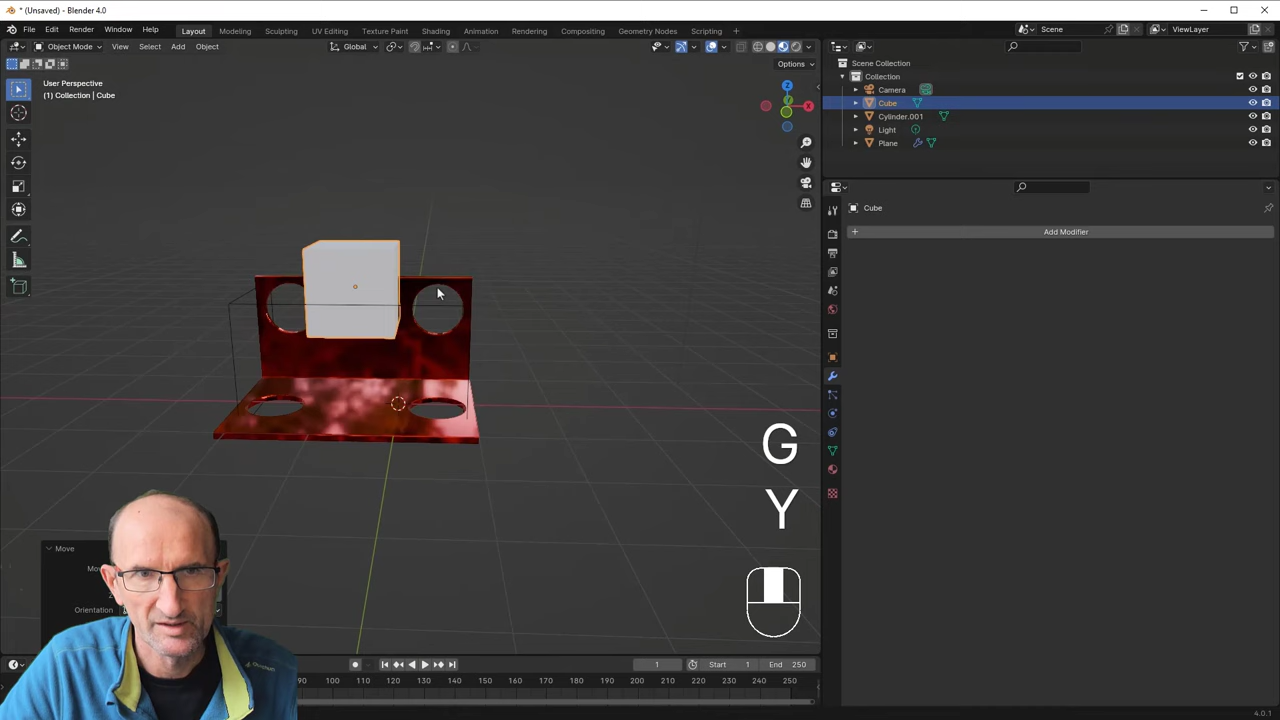 * (Unsaved) - Blender 4.0
File Edit Render Window Help Layout Modeling Sculpting UV Editing Texture Paint Shading Animation Rendering Compositing Geometry Nodes Scripting Scene ViewLayer
Object Mode View Select Add Object Global
Options
User Perspective
(1) Collection | Cube
Scene Collection
Collection
Camera
Cube
Cylinder.001
Light
Plane
Cube
Add Modifier
G
Y
Move
Orientation
1 Start 1 End 250
100 110 120 130 140 150 160 170 180 190 200 210 220 230 240 250
4.0.1